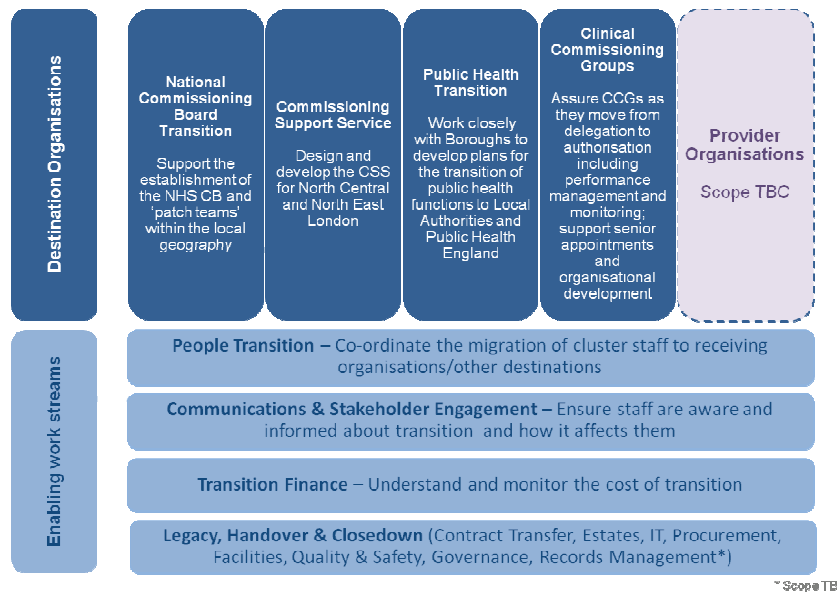 Destination Organisations
National
Commissioning
Board
Transition
Support the
establishment of
the NHS CB and
‘patch teams’
within the local
geography
Commissioning
Support Service
Design and
develop the CSS
for North Central
and North East
London
Public Health
Transition
Work closely
with Boroughs to
develop plans for
the transition of
public health
functions to Local
Authorities and
Public Health
England
Clinical
Commissioning
Groups
Assure CCGs as
they move from
delegation to
authorisation
including
performance
management and
monitoring;
support senior
appointments
and
organisational
development
Provider
Organisations
Scope TBC
Enabling work streams
People Transition – Co-ordinate the migration of cluster staff to receiving
organisations/other destinations
Communications & Stakeholder Engagement – Ensure staff are aware and
informed about transition and how it affects them
Transition Finance – Understand and monitor the cost of transition
Legacy, Handover & Closedown (Contract Transfer, Estates, IT, Procurement,
Facilities, Quality & Safety, Governance, Records Management*)
* Scope TB